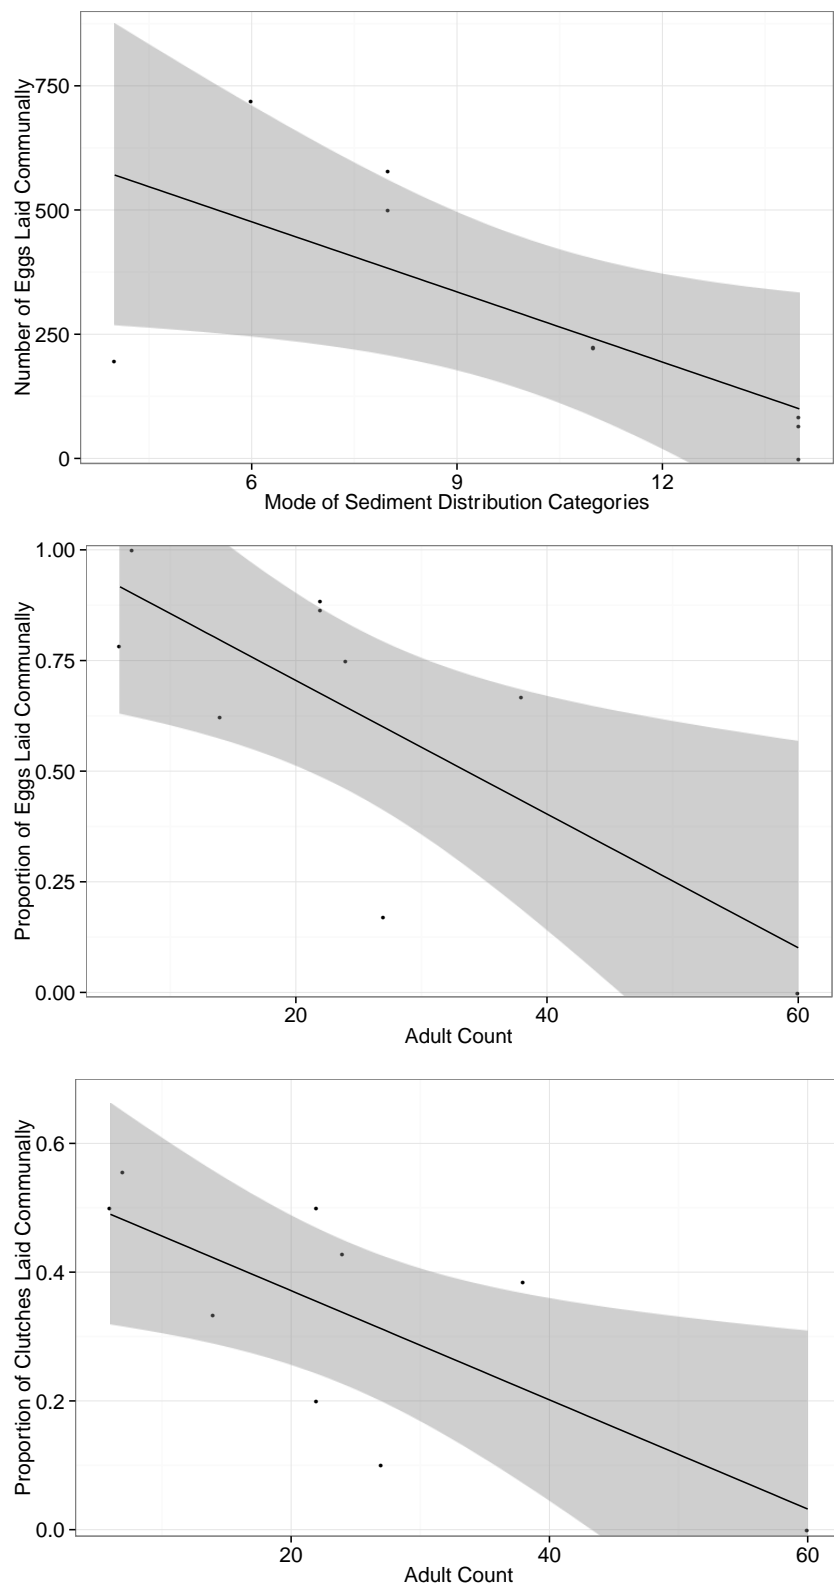 Number of Eggs Laid Communally
750
500
250
0
6 9 12
Mode of Sediment Distribution Categories
Proportion of Eggs Laid Communally
1.00
0.75
0.50
0.25
0.00
20 40 60
Adult Count
Proportion of Clutches Laid Communally
0.6
0.4
0.2
0.0
20 40 60
Adult Count